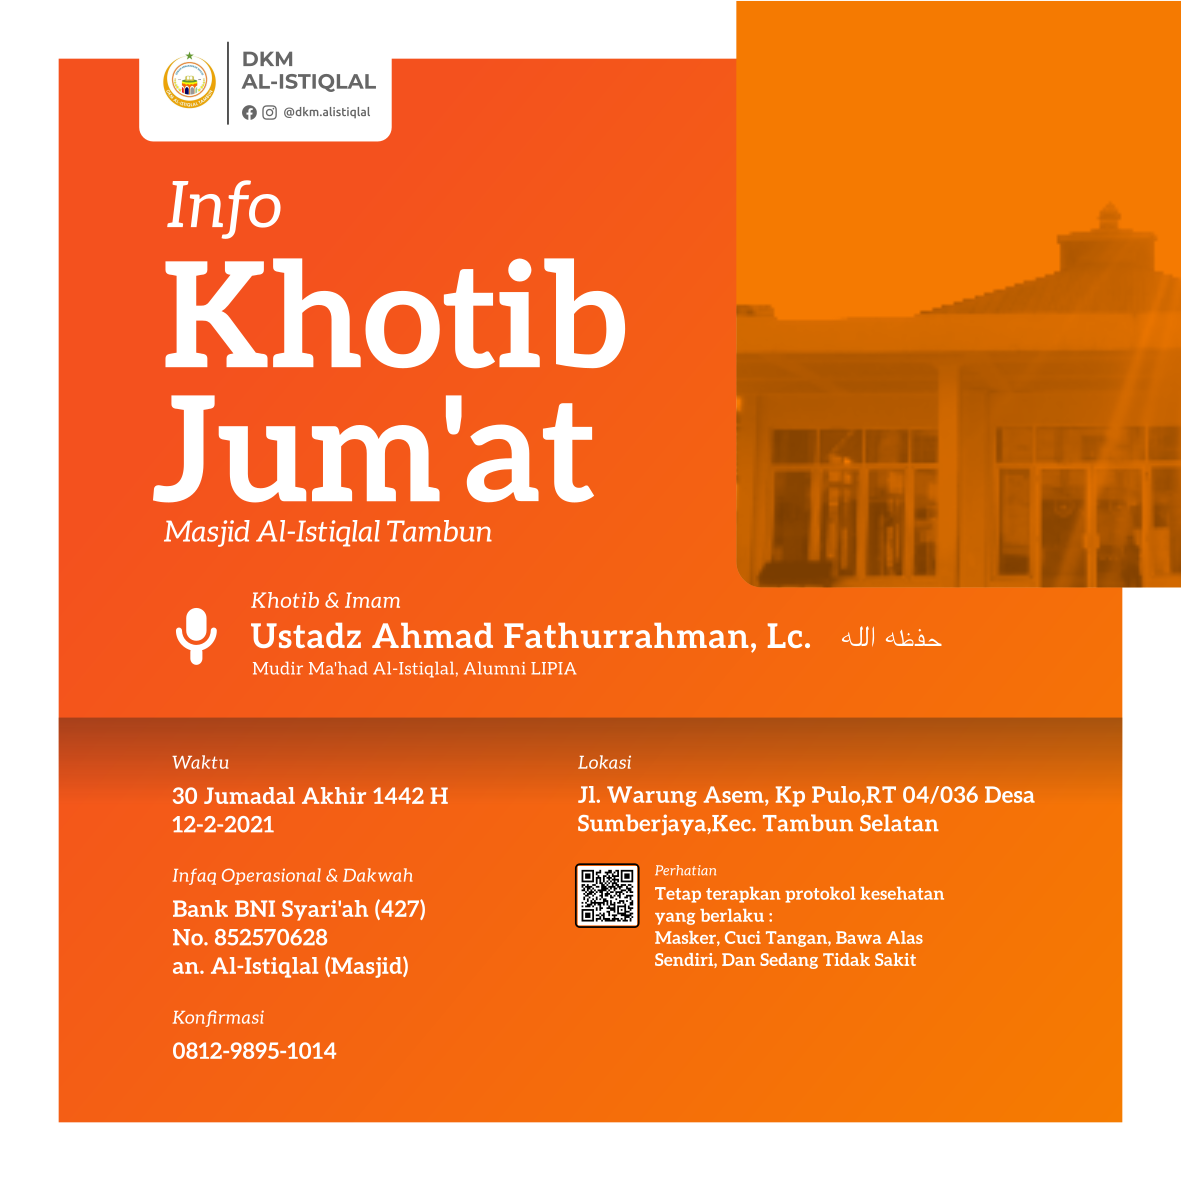 DKM
AL-ISTIQLAL
@dkm.alistiqlal
Info
Khotib
Jum'at
Masjid Al-Istiqlal Tambun
Khotib & Imam
Ustadz Ahmad Fathurrahman, Lc. حفظه الله
Mudir Ma'had Al-Istiqlal, Alumni LIPIA
Waktu
30 Jumadal Akhir 1442 H
12-2-2021
Infaq Operasional & Dakwah
Bank BNI Syari'ah (427)
No. 852570628
an. Al-Istiqlal (Masjid)
Konfirmasi
0812-9895-1014
Lokasi
Jl. Warung Asem, Kp Pulo,RT 04/036 Desa
Sumberjaya,Kec. Tambun Selatan
Perhatian
Tetap terapkan protokol kesehatan
yang berlaku :
Masker, Cuci Tangan, Bawa Alas
Sendiri, Dan Sedang Tidak Sakit